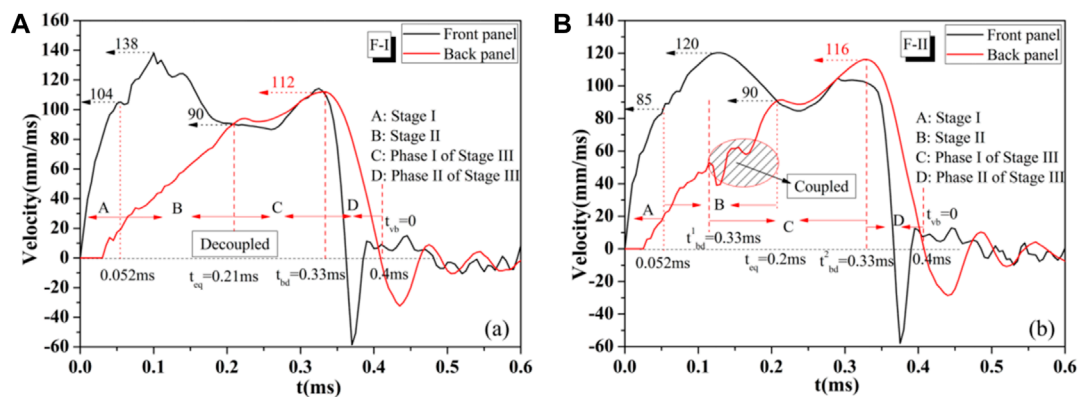 A
160
140
120
100
80
60
40
20
0
-20
-40
-60
Velocity(mm/ms)
138
104
90
112
F-I
Front panel
Back panel
A: Stage I
B: Stage II
C: Phase I of Stage III
D: Phase II of Stage III
A
B
C
D
t_vb=0
Decoupled
0.052ms
t_eq=0.21ms
t_bd=0.33ms
0.4ms
(a)
0.0 0.1 0.2 0.3 0.4 0.5 0.6
t(ms)
B
140
120
100
80
60
40
20
0
-20
-40
-60
Velocity(mm/ms)
120
85
90
116
F-II
Front panel
Back panel
A: Stage I
B: Stage II
C: Phase I of Stage III
D: Phase II of Stage III
Coupled
A
B
C
D
t_vb=0
0.052ms
t^1_bd=0.33ms
t_eq=0.2ms
t^2_bd=0.33ms
0.4ms
(b)
0.0 0.1 0.2 0.3 0.4 0.5 0.6
t(ms)